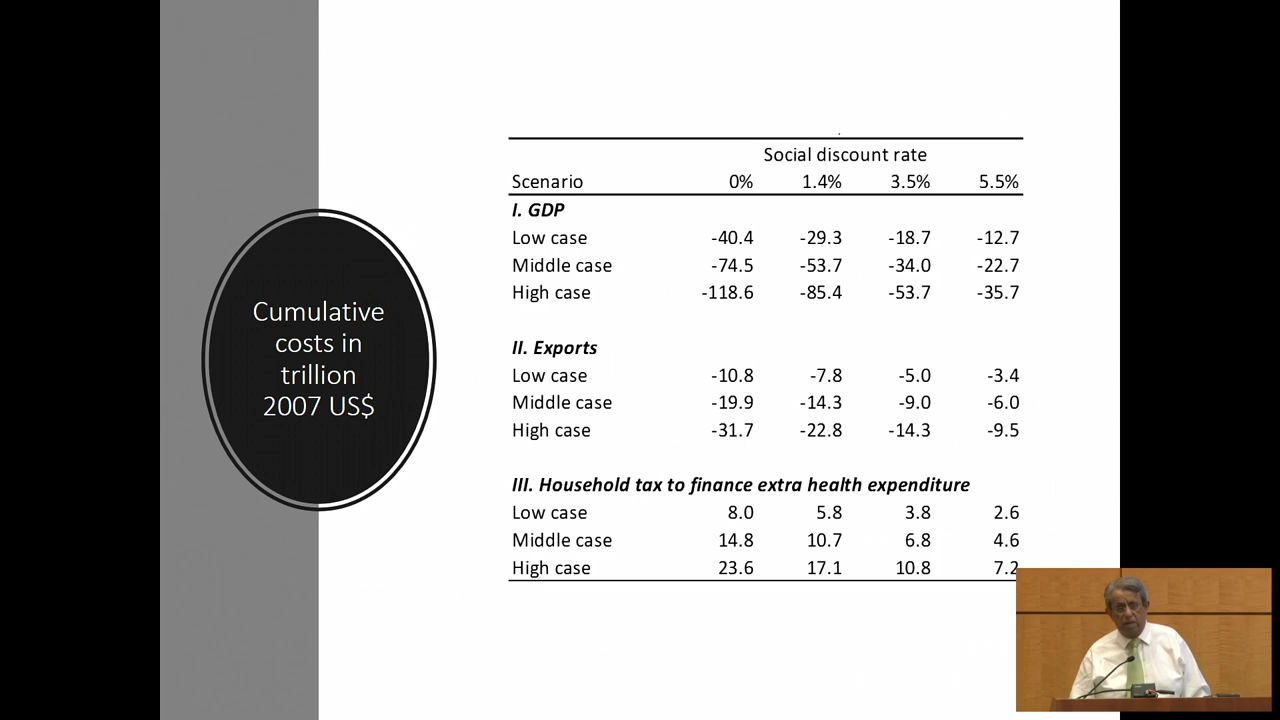 Cumulative
costs in
trillion
2007 US$
Social discount rate
Scenario 0% 1.4% 3.5% 5.5%
I. GDP
Low case -40.4 -29.3 -18.7 -12.7
Middle case -74.5 -53.7 -34.0 -22.7
High case -118.6 -85.4 -53.7 -35.7
II. Exports
Low case -10.8 -7.8 -5.0 -3.4
Middle case -19.9 -14.3 -9.0 -6.0
High case -31.7 -22.8 -14.3 -9.5
III. Household tax to finance extra health expenditure
Low case 8.0 5.8 3.8 2.6
Middle case 14.8 10.7 6.8 4.6
High case 23.6 17.1 10.8 7.2